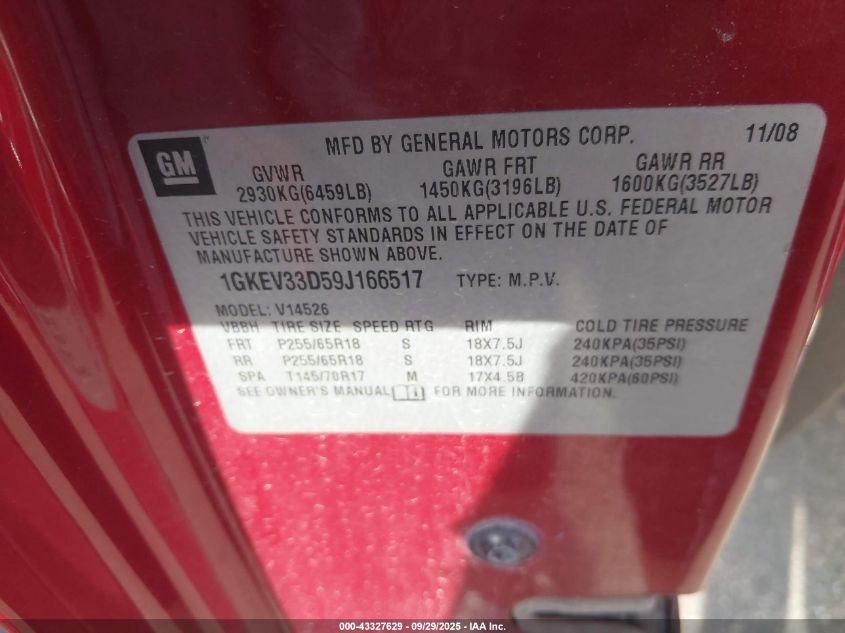 MFD BY GENERAL MOTORS CORP. 11/08
GM
GVWR GAWR FRT GAWR RR
2930KG(6459LB) 1450KG(3196LB) 1600KG(3527LB)
THIS VEHICLE CONFORMS TO ALL APPLICABLE U.S. FEDERAL MOTOR
VEHICLE SAFETY STANDARDS IN EFFECT ON THE DATE OF
MANUFACTURE SHOWN ABOVE.
1GKEV33D59J166517 TYPE: M.P.V.
MODEL: V14526
VBBH TIRE SIZE SPEED RTG RIM COLD TIRE PRESSURE
FRT P255/65R18 S 18X7.5J 240KPA(35PSI)
RR P255/65R18 S 18X7.5J 240KPA(35PSI)
SPA T145/70R17 M 17X4.5B 420KPA(60PSI)
SEE OWNER'S MANUAL FOR MORE INFORMATION.
000-43327629 - 09/29/2025 - IAA Inc.